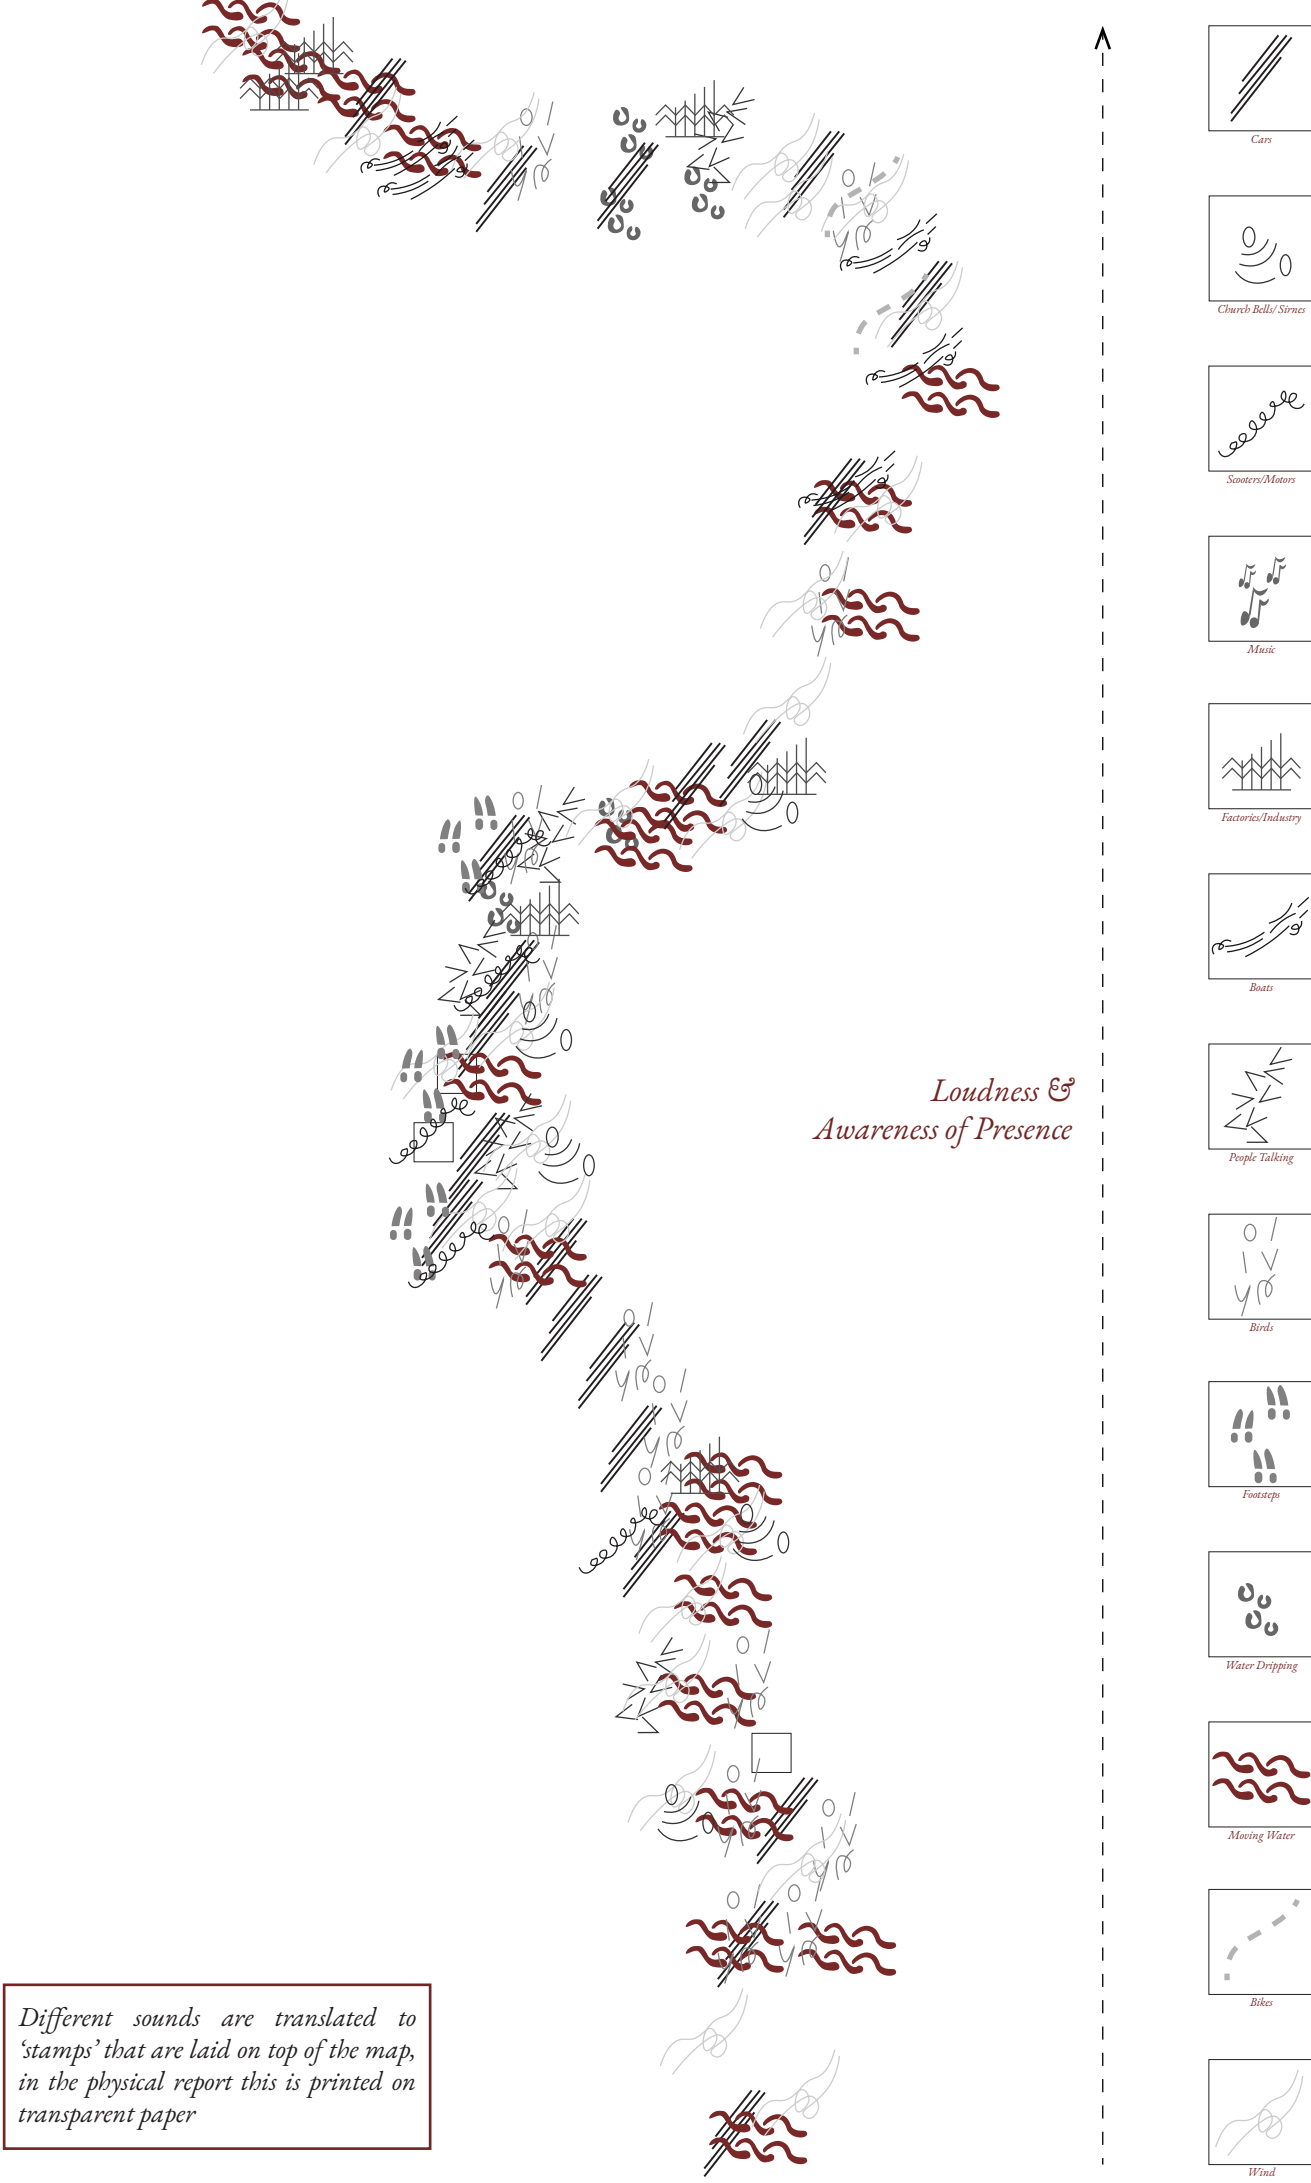 Cars
Church Bells/ Sirnes
Scooters/Motors
Music
Factories/Industry
Boats
Loudness &
Awareness of Presence
People Talking
Birds
Footsteps
Water Dripping
Moving Water
Bikes
Different sounds are translated to
‘stamps’ that are laid on top of the map,
in the physical report this is printed on
transparent paper
Wind